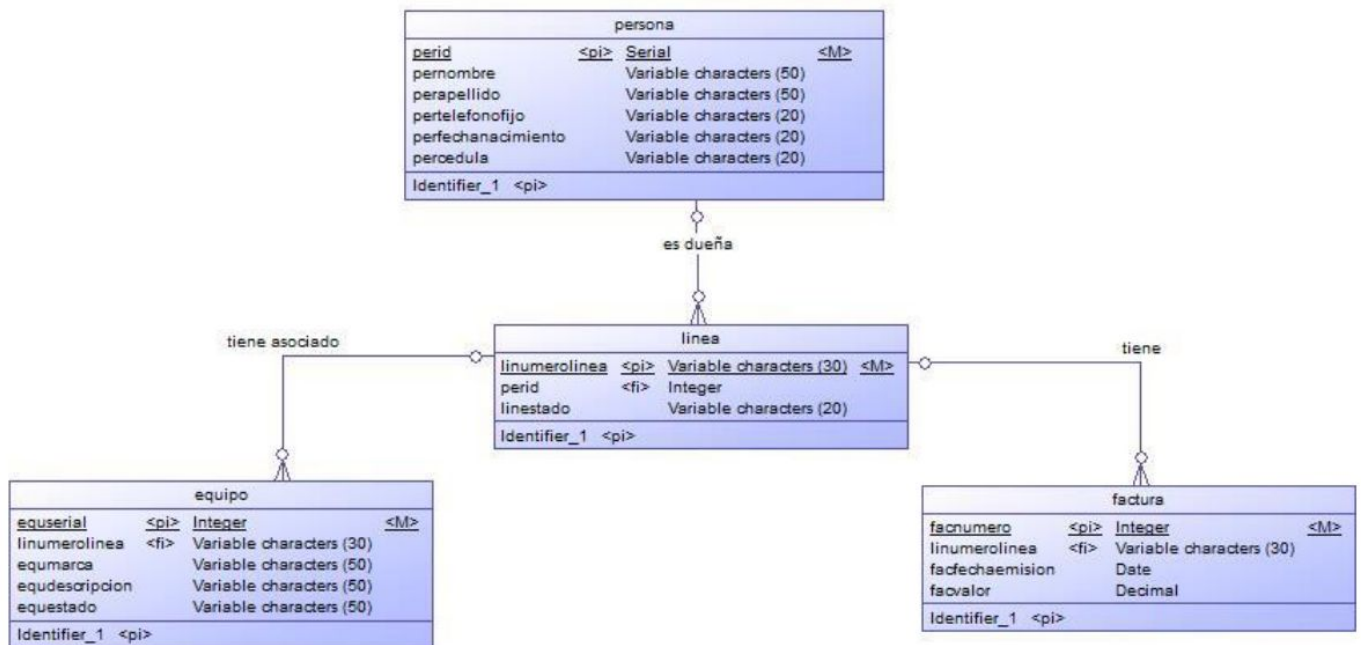 persona
perid <pi> Serial <M>
pernombre Variable characters (50)
perapellido Variable characters (50)
pertelefonofijo Variable characters (20)
perfechanacimiento Variable characters (20)
percedula Variable characters (20)
Identifier_1 <pi>
es dueña
tiene asociado
tiene
linea
linumerolinea <pi> Variable characters (30) <M>
perid <fi> Integer
linestado Variable characters (20)
Identifier_1 <pi>
equipo
equserial <pi> Integer <M>
linumerolinea <fi> Variable characters (30)
equmarca Variable characters (50)
equdescripcion Variable characters (50)
equestado Variable characters (50)
Identifier_1 <pi>
factura
facnumero <pi> Integer <M>
linumerolinea <fi> Variable characters (30)
facfechaemision Date
facvalor Decimal
Identifier_1 <pi>